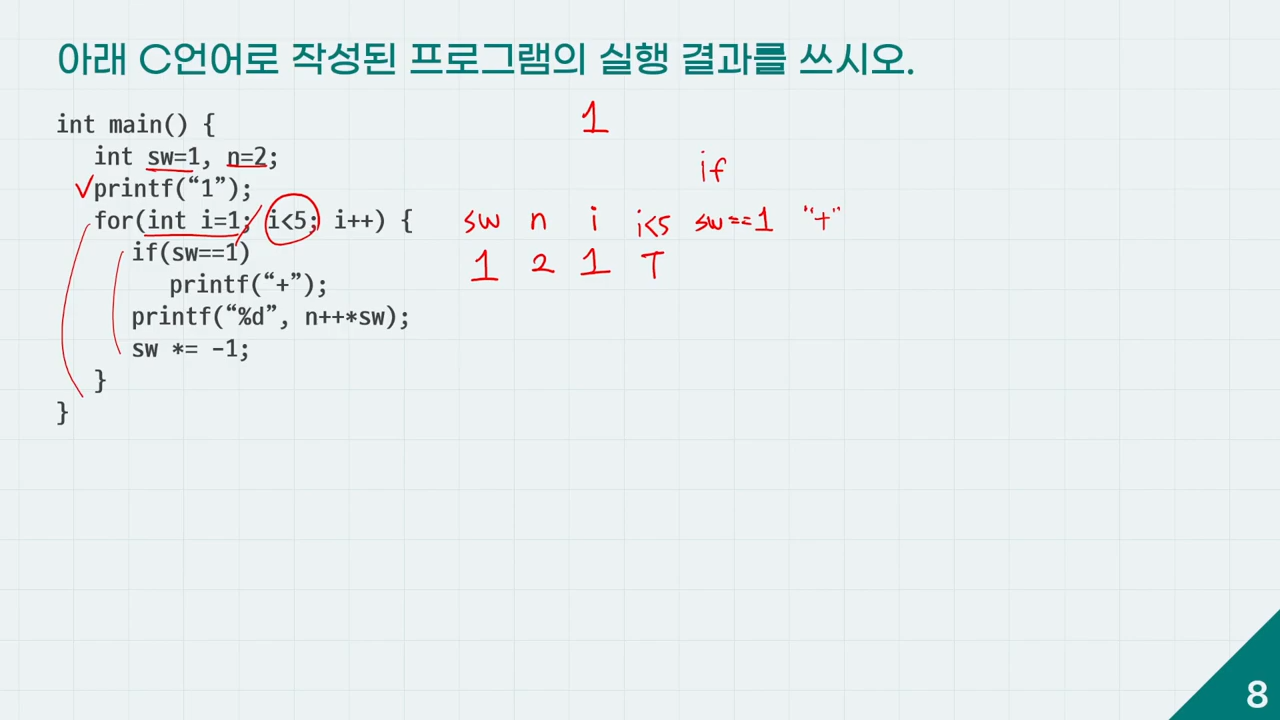 아래 C언어로 작성된 프로그램의 실행 결과를 쓰시오.
int main() {
int sw=1, n=2;
printf(“1”);
for(int i=1; i<5; i++) {
if(sw==1)
printf(“+”);
printf(“%d”, n++*sw);
sw *= -1;
}
}
1
if
sw n i i<5 sw==1 "+"
1 2 1 T
8